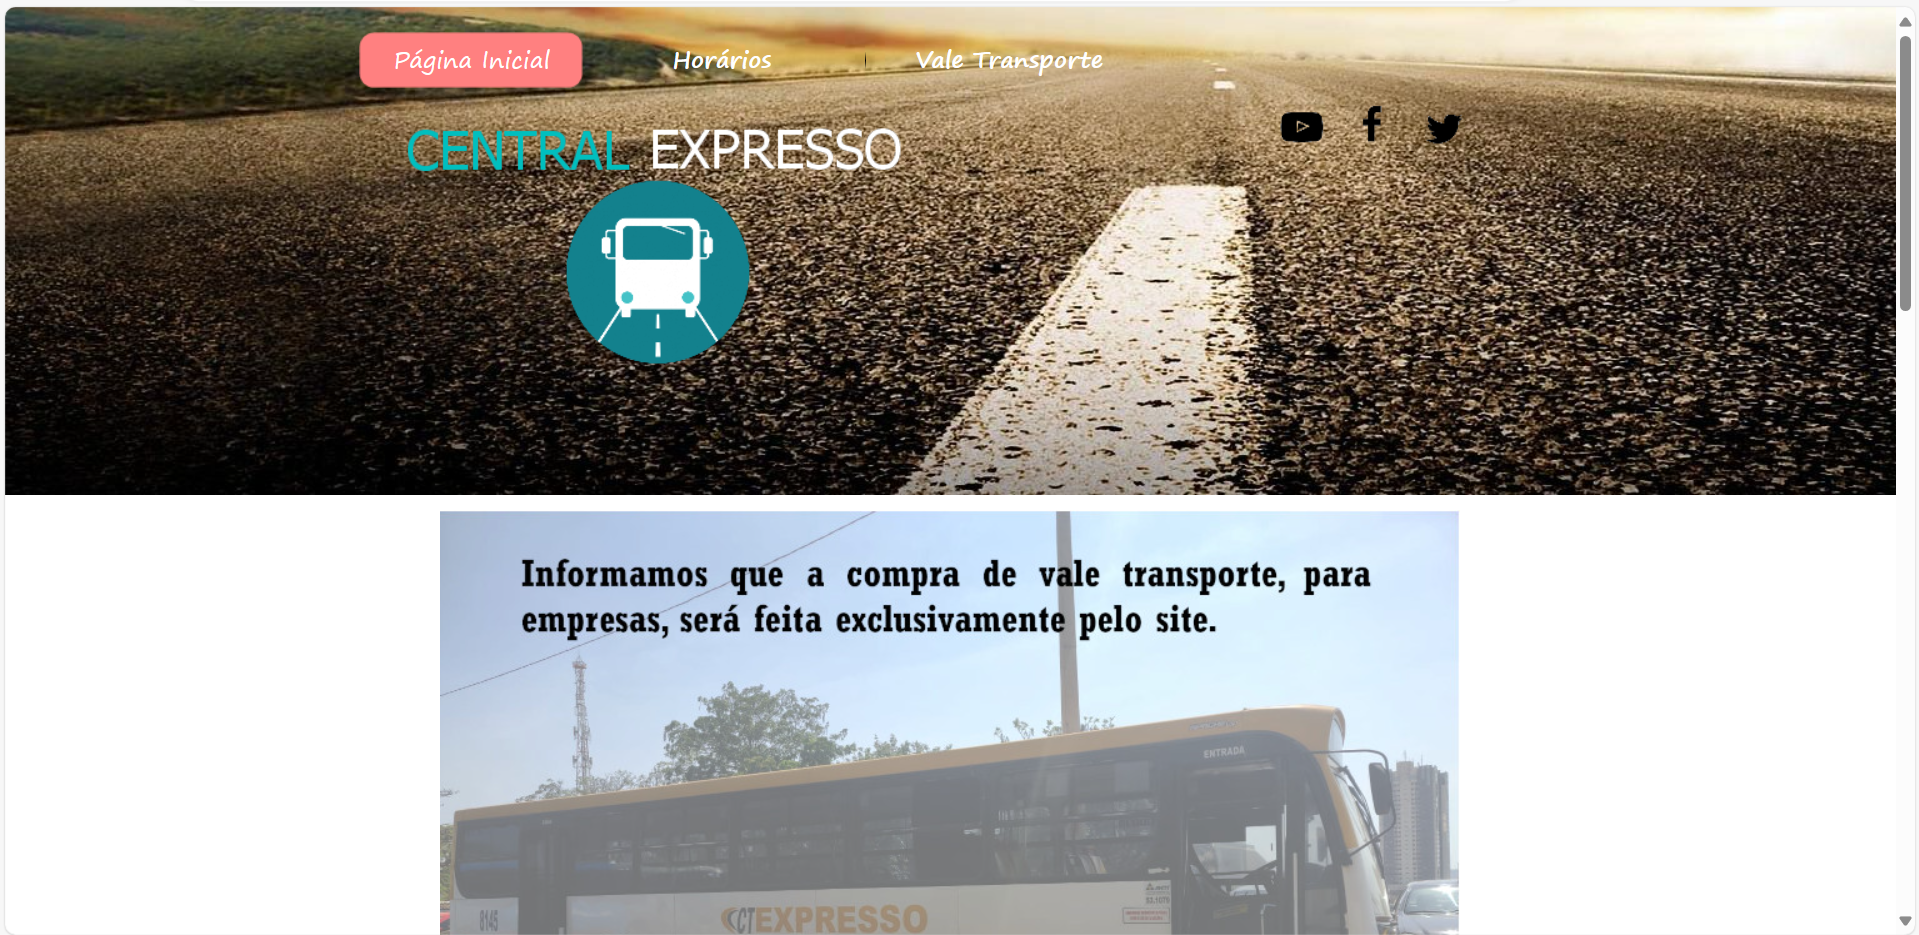 Página Inicial
Horários
Vale Transporte
CENTRAL EXPRESSO
Informamos que a compra de vale transporte, para
empresas, será feita exclusivamente pelo site.
ENTRADA
8145
CTEXPRESSO